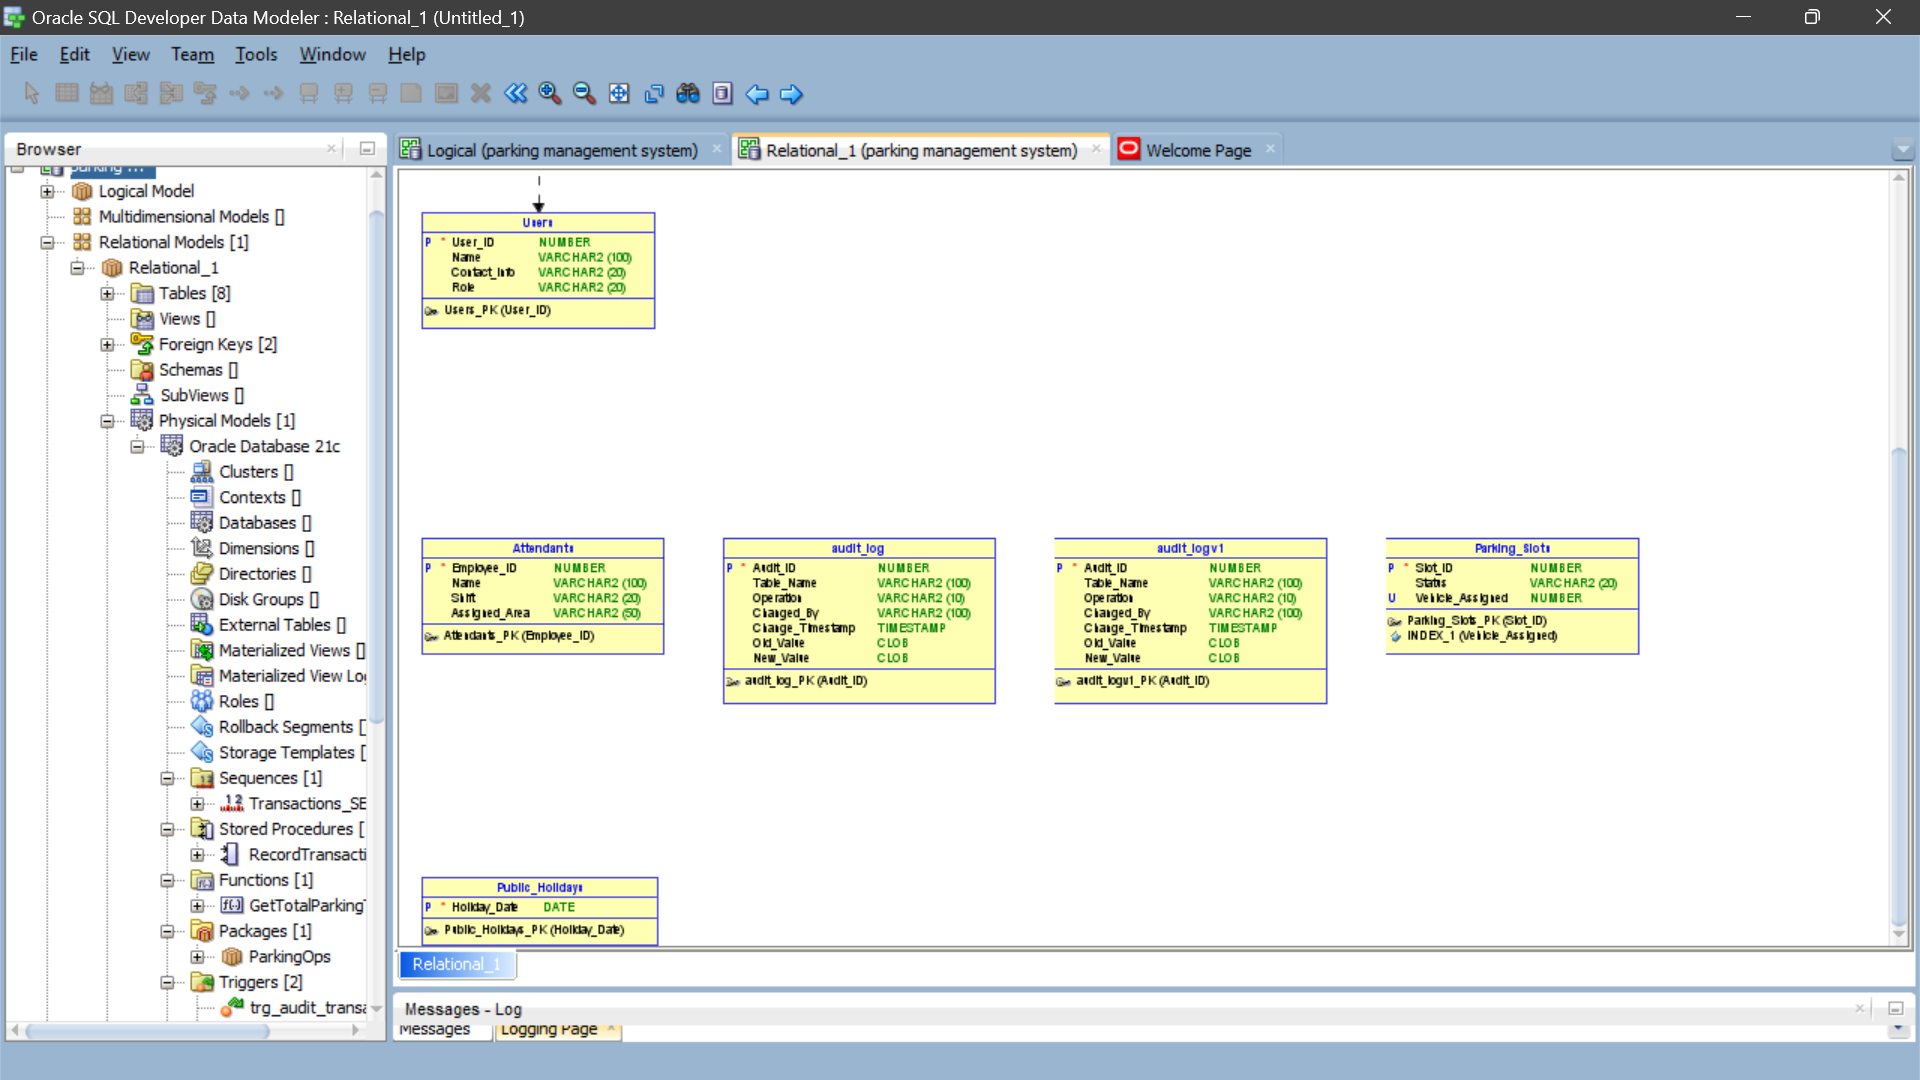 Oracle SQL Developer Data Modeler : Relational_1 (Untitled_1)
File Edit View Team Tools Window Help
Browser
Logical (parking management system)
Relational_1 (parking management system)
Welcome Page
parking ...
Logical Model
Multidimensional Models []
Relational Models [1]
Relational_1
Tables [8]
Views []
Foreign Keys [2]
Schemas []
SubViews []
Physical Models [1]
Oracle Database 21c
Clusters []
Contexts []
Databases []
Dimensions []
Directories []
Disk Groups []
External Tables []
Materialized Views []
Materialized View Lo
Roles []
Rollback Segments [
Storage Templates [
Sequences [1]
Transactions_SE
Stored Procedures [
RecordTransacti
Functions [1]
GetTotalParking
Packages [1]
ParkingOps
Triggers [2]
trg_audit_transa
Users
P * User_ID NUMBER
Name VARCHAR2 (100)
Contact_Info VARCHAR2 (20)
Role VARCHAR2 (20)
Users_PK (User_ID)
Attendants
P * Employee_ID NUMBER
Name VARCHAR2 (100)
Shift VARCHAR2 (20)
Assigned_Area VARCHAR2 (50)
Attendants_PK (Employee_ID)
audit_log
P * Audit_ID NUMBER
Table_Name VARCHAR2 (100)
Operation VARCHAR2 (10)
Changed_By VARCHAR2 (100)
Change_Timestamp TIMESTAMP
Old_Value CLOB
New_Value CLOB
audit_log_PK (Audit_ID)
audit_logv1
P * Audit_ID NUMBER
Table_Name VARCHAR2 (100)
Operation VARCHAR2 (10)
Changed_By VARCHAR2 (100)
Change_Timestamp TIMESTAMP
Old_Value CLOB
New_Value CLOB
audit_logv1_PK (Audit_ID)
Parking_Slots
P * Slot_ID NUMBER
Status VARCHAR2 (20)
U Vehicle_Assigned NUMBER
Parking_Slots_PK (Slot_ID)
INDEX_1 (Vehicle_Assigned)
Public_Holidays
P * Holiday_Date DATE
Public_Holidays_PK (Holiday_Date)
Relational_1
Messages - Log
Messages
Logging Page